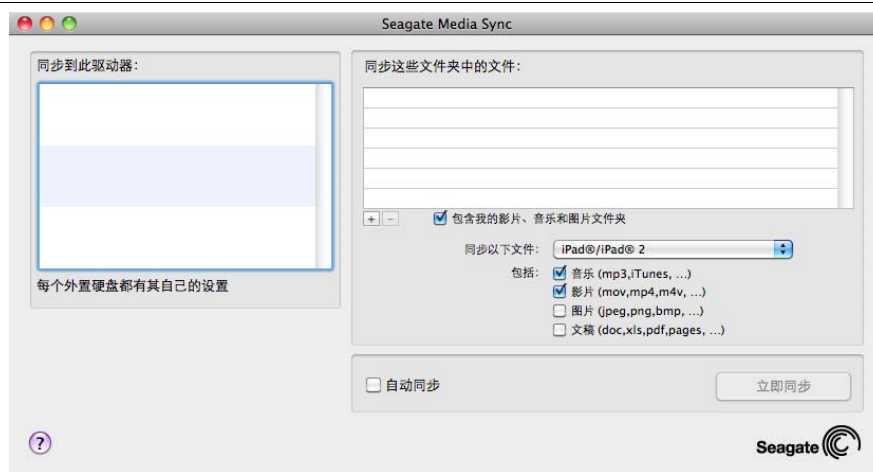 Seagate Media Sync
同步到此驱动器:
每个外置硬盘都有其自己的设置
同步这些文件夹中的文件:
+ -
包含我的影片、音乐和图片文件夹
同步以下文件: iPad®/iPad® 2
包括: 音乐 (mp3,iTunes, ...)
影片 (mov,mp4,m4v, ...)
图片 (jpeg,png,bmp, ...)
文稿 (doc,xls,pdf,pages, ...)
自动同步
立即同步
?
Seagate